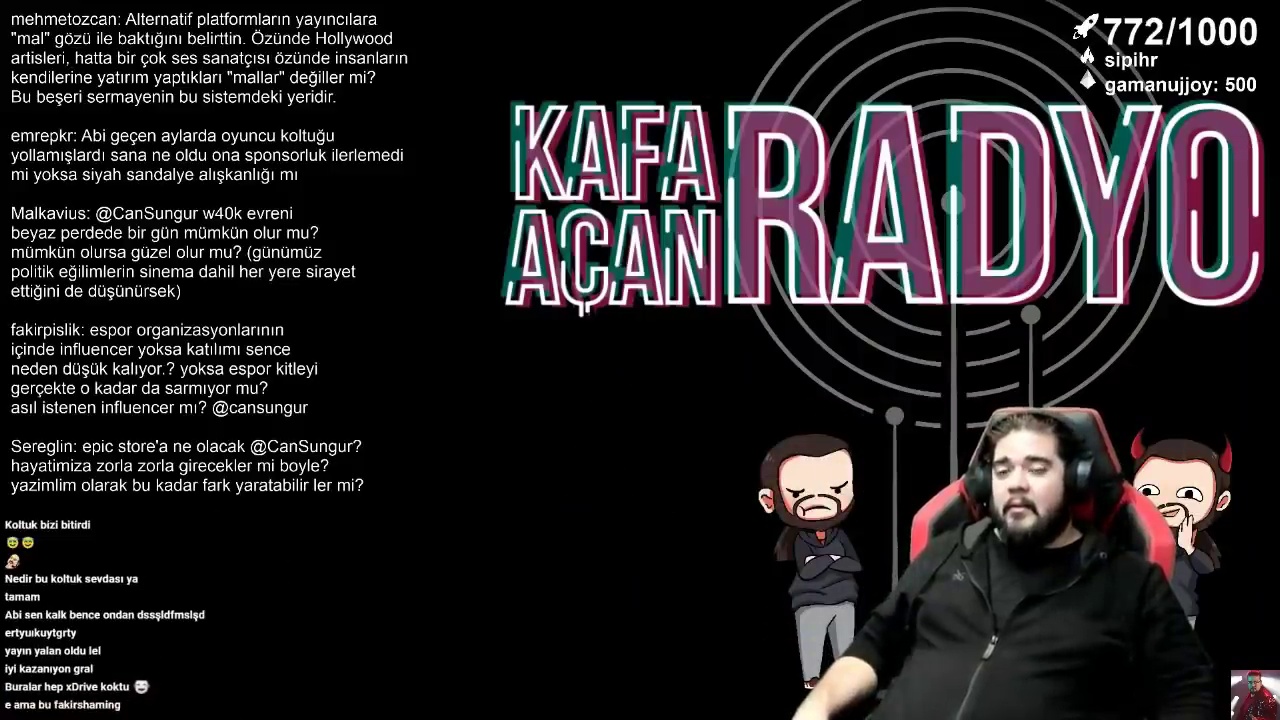 mehmetozcan: Alternatif platformların yayıncılara
"mal" gözü ile baktığını belirttin. Özünde Hollywood
artisleri, hatta bir çok ses sanatçısı özünde insanların
kendilerine yatırım yaptıkları "mallar" değiller mi?
Bu beşeri sermayenin bu sistemdeki yeridir.
emrepkr: Abi geçen aylarda oyuncu koltuğu
yollamışlardı sana ne oldu ona sponsorluk ilerlemedi
mi yoksa siyah sandalye alışkanlığı mı
Malkavius: @CanSungur w40k evreni
beyaz perdede bir gün mümkün olur mu?
mümkün olursa güzel olur mu? (günümüz
politik eğilimlerin sinema dahil her yere sirayet
ettiğini de düşünürsek)
fakirpislik: espor organizasyonlarının
içinde influencer yoksa katılımı sence
neden düşük kalıyor.? yoksa espor kitleyi
gerçekte o kadar da sarmıyor mu?
asıl istenen influencer mı? @cansungur
Sereglin: epic store'a ne olacak @CanSungur?
hayatimiza zorla zorla girecekler mi boyle?
yazimlim olarak bu kadar fark yaratabilir ler mi?
Koltuk bizi bitirdi
Nedir bu koltuk sevdası ya
tamam
Abi sen kalk bence ondan dssşldfmslşd
ertyuıkuytgrty
yayın yalan oldu lel
iyi kazanıyon gral
Buralar hep xDrive koktu
e ama bu fakirshaming
772/1000
sipihr
gamanujjoy: 500
KAFA
AÇAN
RADYO